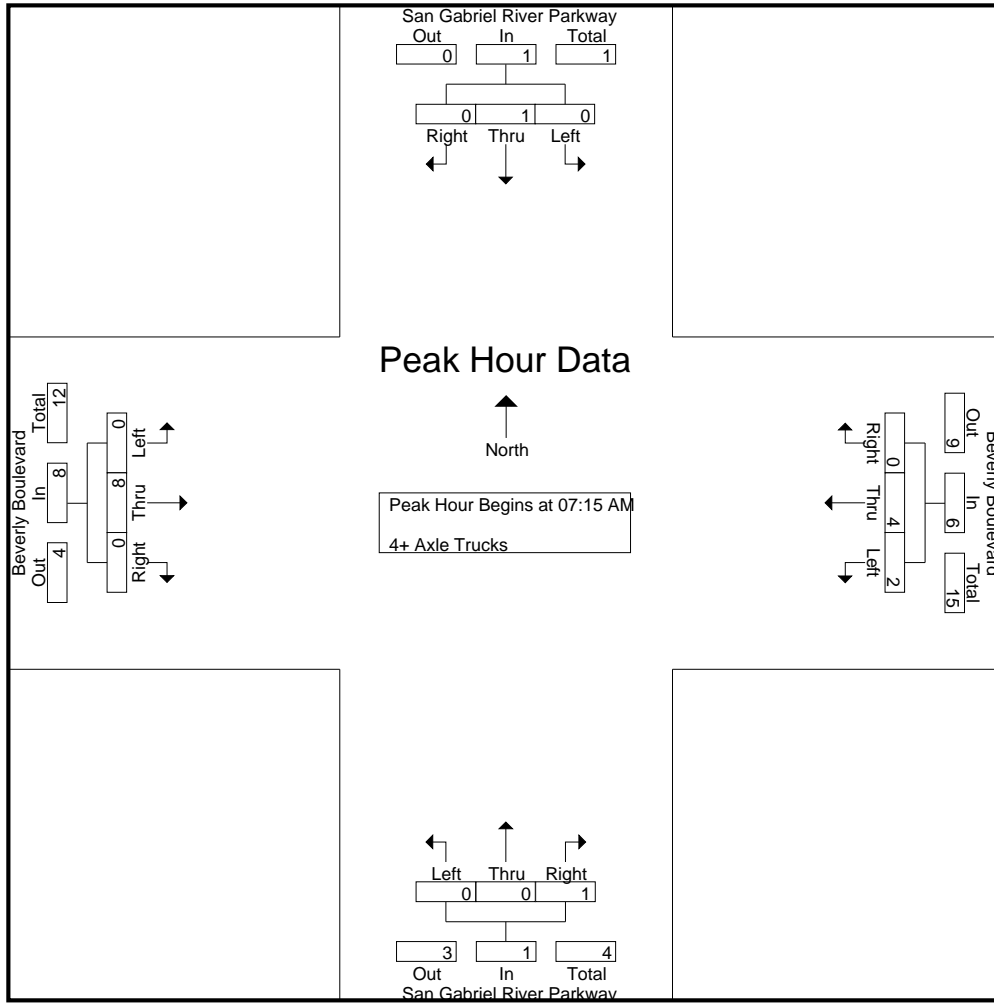 San Gabriel River Parkway
Out In Total
0 1 1
0 1 0
Right Thru Left
Peak Hour Data
North
Peak Hour Begins at 07:15 AM
4+ Axle Trucks
Beverly Boulevard
Total In Out
12 8 4
0 8 0
Left Thru Right
Beverly Boulevard
Out In Total
9 6 15
0 4 2
Right Thru Left
Left Thru Right
0 0 1
3 1 4
Out In Total
San Gabriel River Parkway